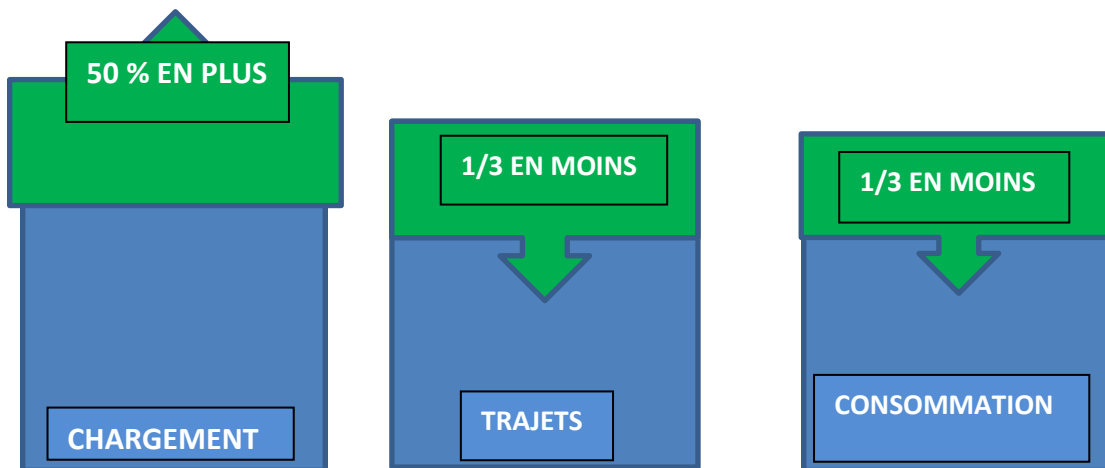 50 % EN PLUS
1/3 EN MOINS
1/3 EN MOINS
CHARGEMENT
TRAJETS
CONSOMMATION